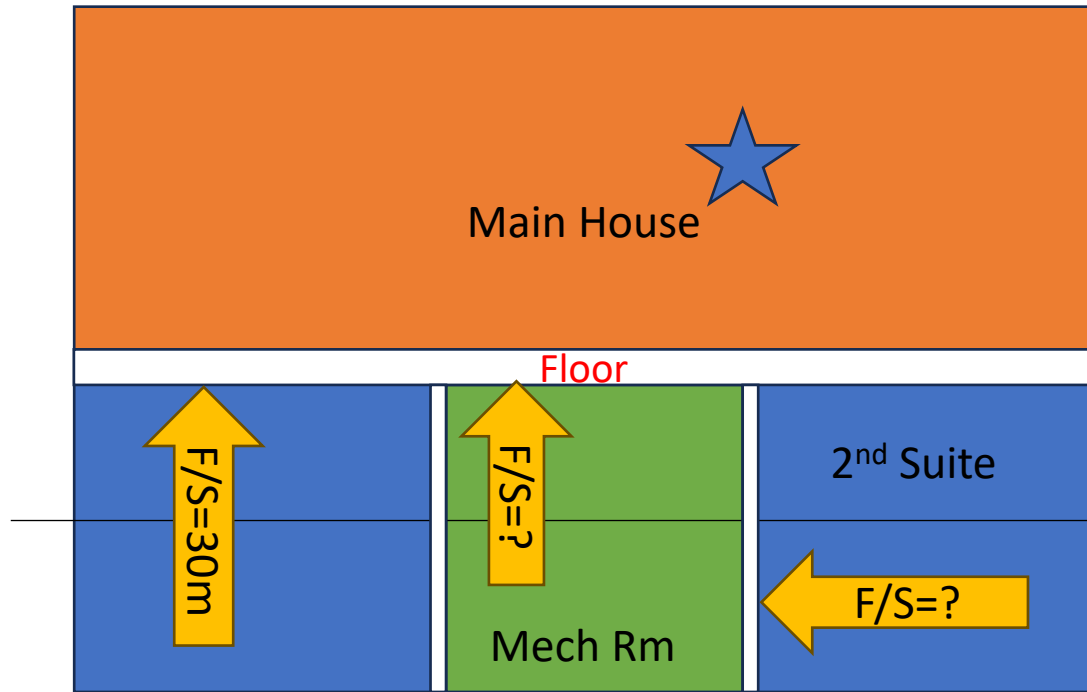 Main House
Floor
F/S=30m
F/S=?
2nd Suite
F/S=?
Mech Rm